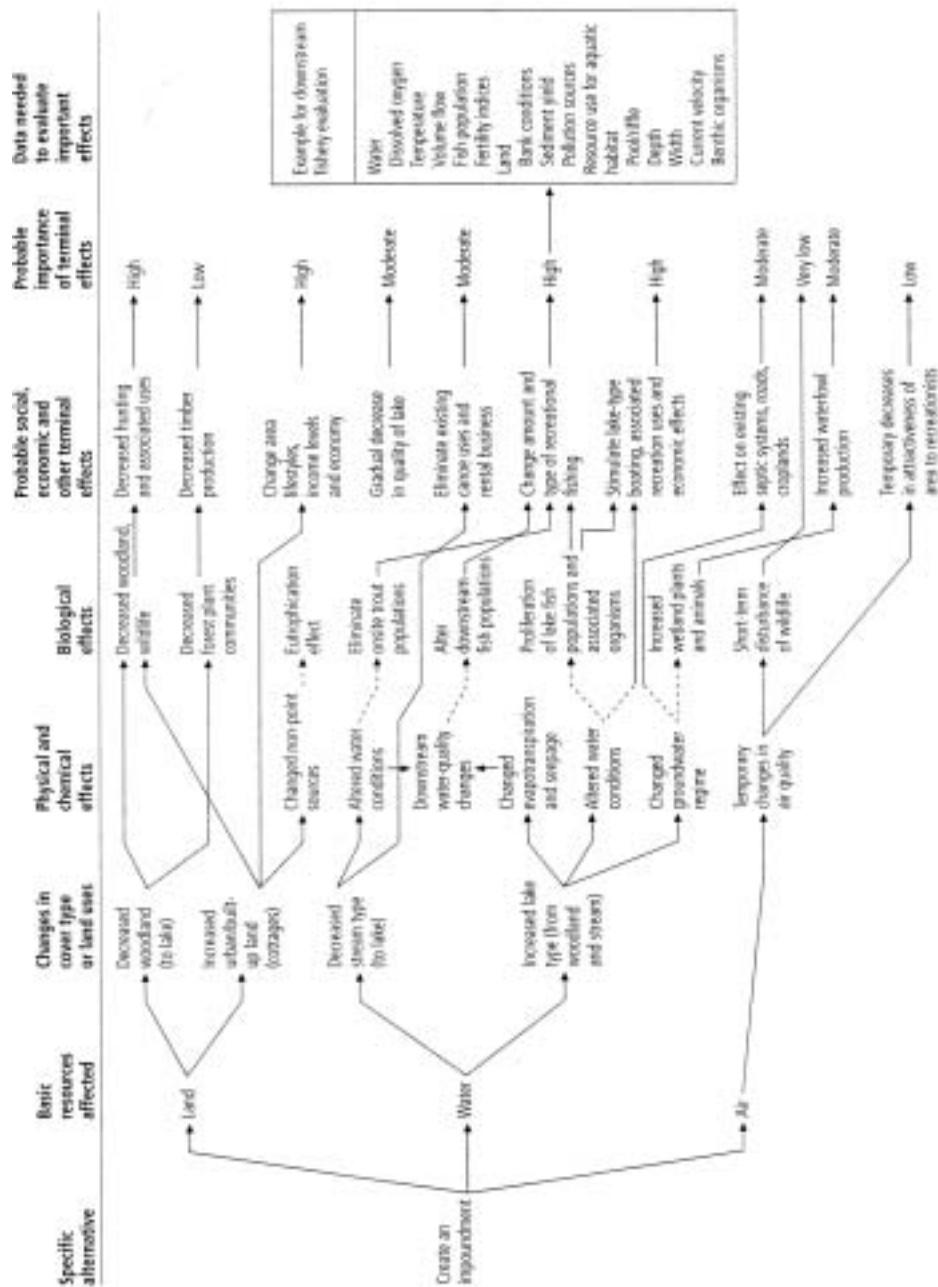 Specific
alternative
Basic
resources
affected
Changes in
cover type
or land uses
Physical and
chemical
effects
Biological
effects
Probable social,
economic and
other terminal
effects
Probable
importance
of terminal
effects
Data needed
to evaluate
important
effects
Create an
impoundment
Land
Water
Air
Decreased
woodland
(to lake)
Increased
urban/built-
up land
(cottages)
Decreased
stream type
(to lake)
Increased lake
type (from
woodland
and stream)
Changed non-point
sources
Altered water
conditions
Downstream
water-quality
changes
Changed
evapotranspiration
and seepage
Altered water
conditions
Changed
groundwater
regime
Temporary
changes in
air quality
Decreased woodland,
wildlife
Decreased
forest plant
communities
Eutrophication
effect
Eliminate
onsite trout
populations
Alter
downstream
fish populations
Proliferation
of lake fish
populations and
associated
organisms
Increased
wetland plants
and animals
Short-term
disturbance
of wildlife
Decreased hunting
and associated uses
Decreased timber
production
Change area
lifestyles,
income levels
and economy
Gradual decrease
in quality of lake
Eliminate existing
canoe uses and
rental business
Change amount and
type of recreational
fishing
Stimulate lake-type
boating, associated
recreation uses and
economic effects
Effect on existing
septic systems, roads,
croplands
Increased waterfowl
production
Temporary decreases
in attractiveness of
area to recreationists
High
Low
High
Moderate
Moderate
High
High
Moderate
Very low
Moderate
Low
Example for downstream
fishery evaluation
Water
Dissolved oxygen
Temperature
Volume flow
Fish population
Fertility indices
Land
Bank conditions
Sediment yield
Pollution sources
Resource use for aquatic
habitat
Pool/riffle
Depth
Width
Current velocity
Benthic organisms